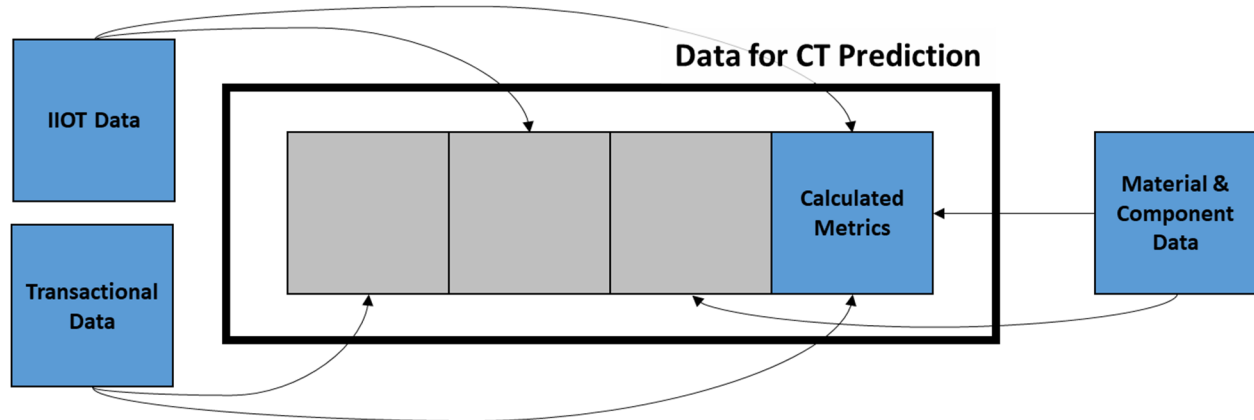 Data for CT Prediction
IIOT Data
Calculated
Metrics
Material &
Component
Data
Transactional
Data